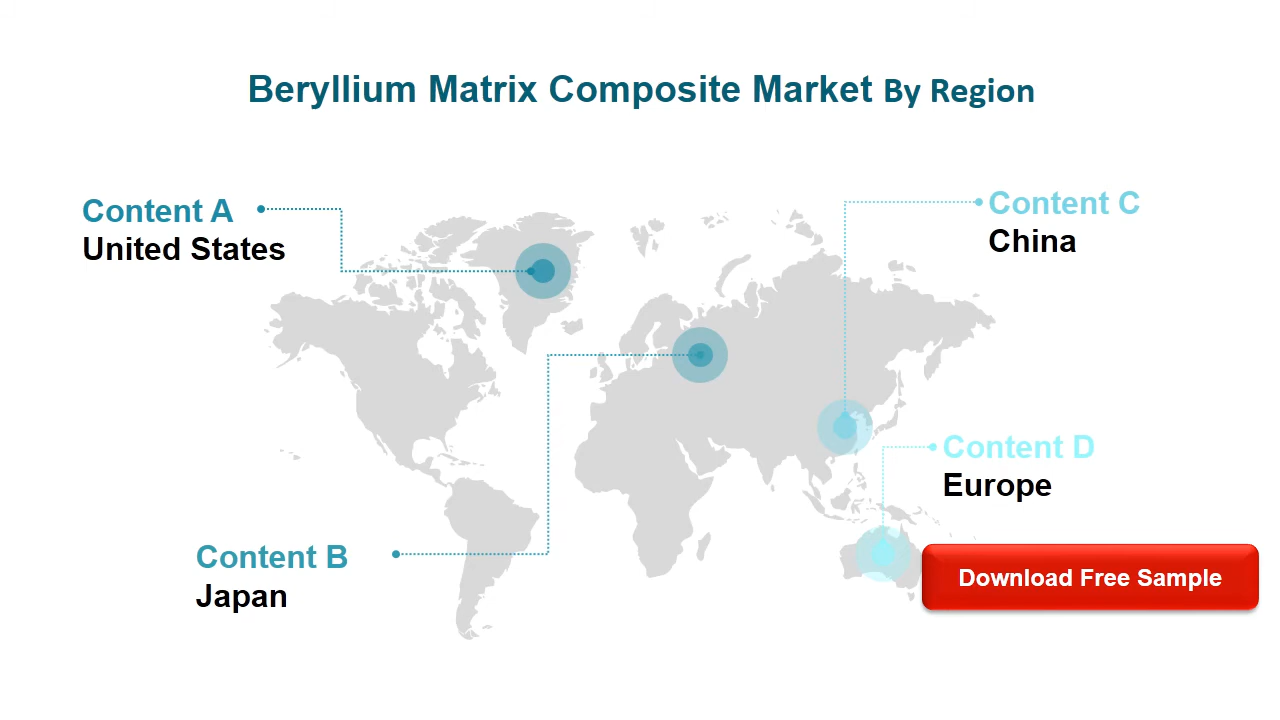 Beryllium Matrix Composite Market By Region
Content A
United States
Content C
China
Content D
Europe
Content B
Japan
Download Free Sample